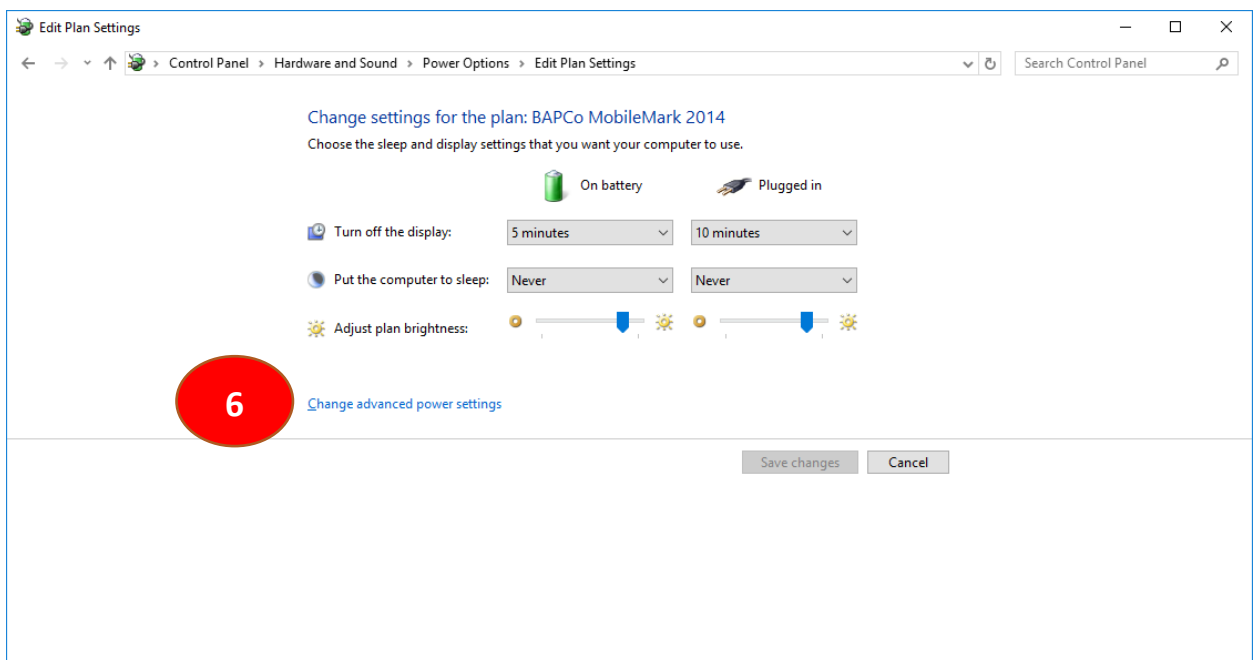 Edit Plan Settings
Control Panel > Hardware and Sound > Power Options > Edit Plan Settings
Search Control Panel
Change settings for the plan: BAPCo MobileMark 2014
Choose the sleep and display settings that you want your computer to use.
On battery
Plugged in
Turn off the display:
5 minutes
10 minutes
Put the computer to sleep:
Never
Never
Adjust plan brightness:
6
Change advanced power settings
Save changes
Cancel